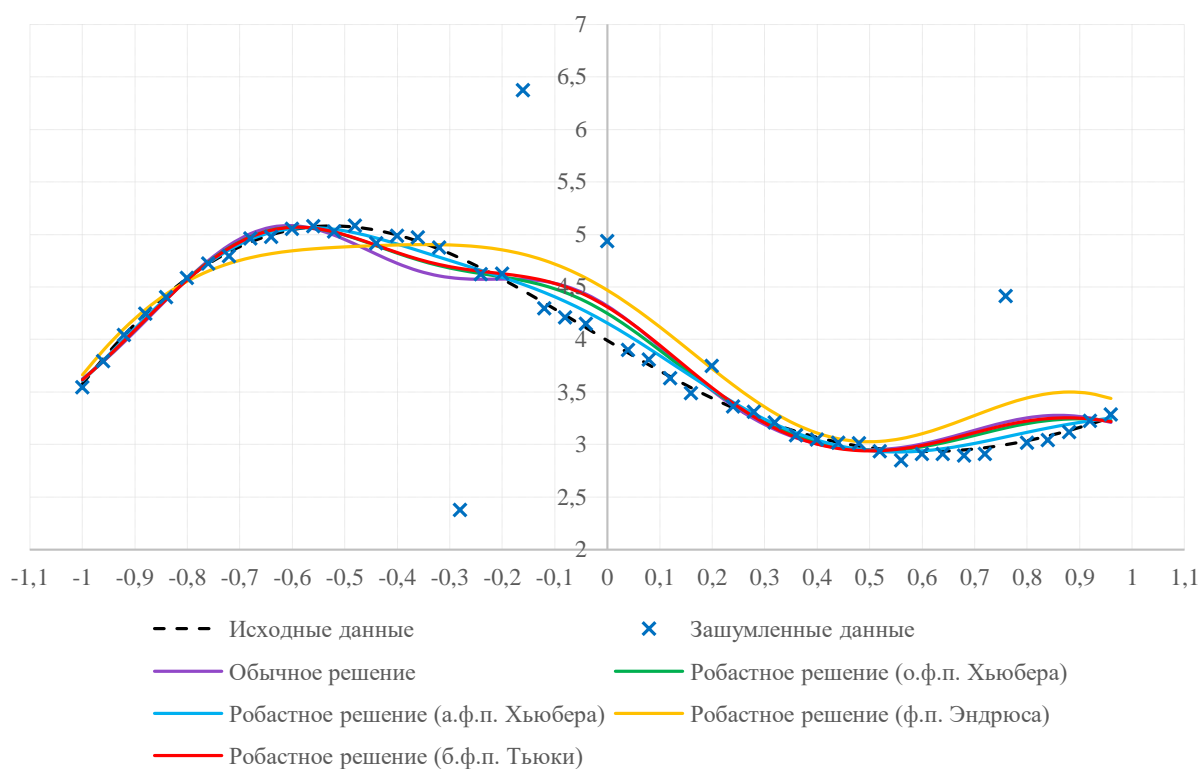 7
6,5
6
5,5
5
4,5
4
3,5
3
2,5
2
-1,1 -1 -0,9 -0,8 -0,7 -0,6 -0,5 -0,4 -0,3 -0,2 -0,1 0 0,1 0,2 0,3 0,4 0,5 0,6 0,7 0,8 0,9 1 1,1
Исходные данные Зашумленные данные
Обычное решение Робастное решение (о.ф.п. Хьюбера)
Робастное решение (а.ф.п. Хьюбера) Робастное решение (ф.п. Эндрюса)
Робастное решение (б.ф.п. Тьюки)